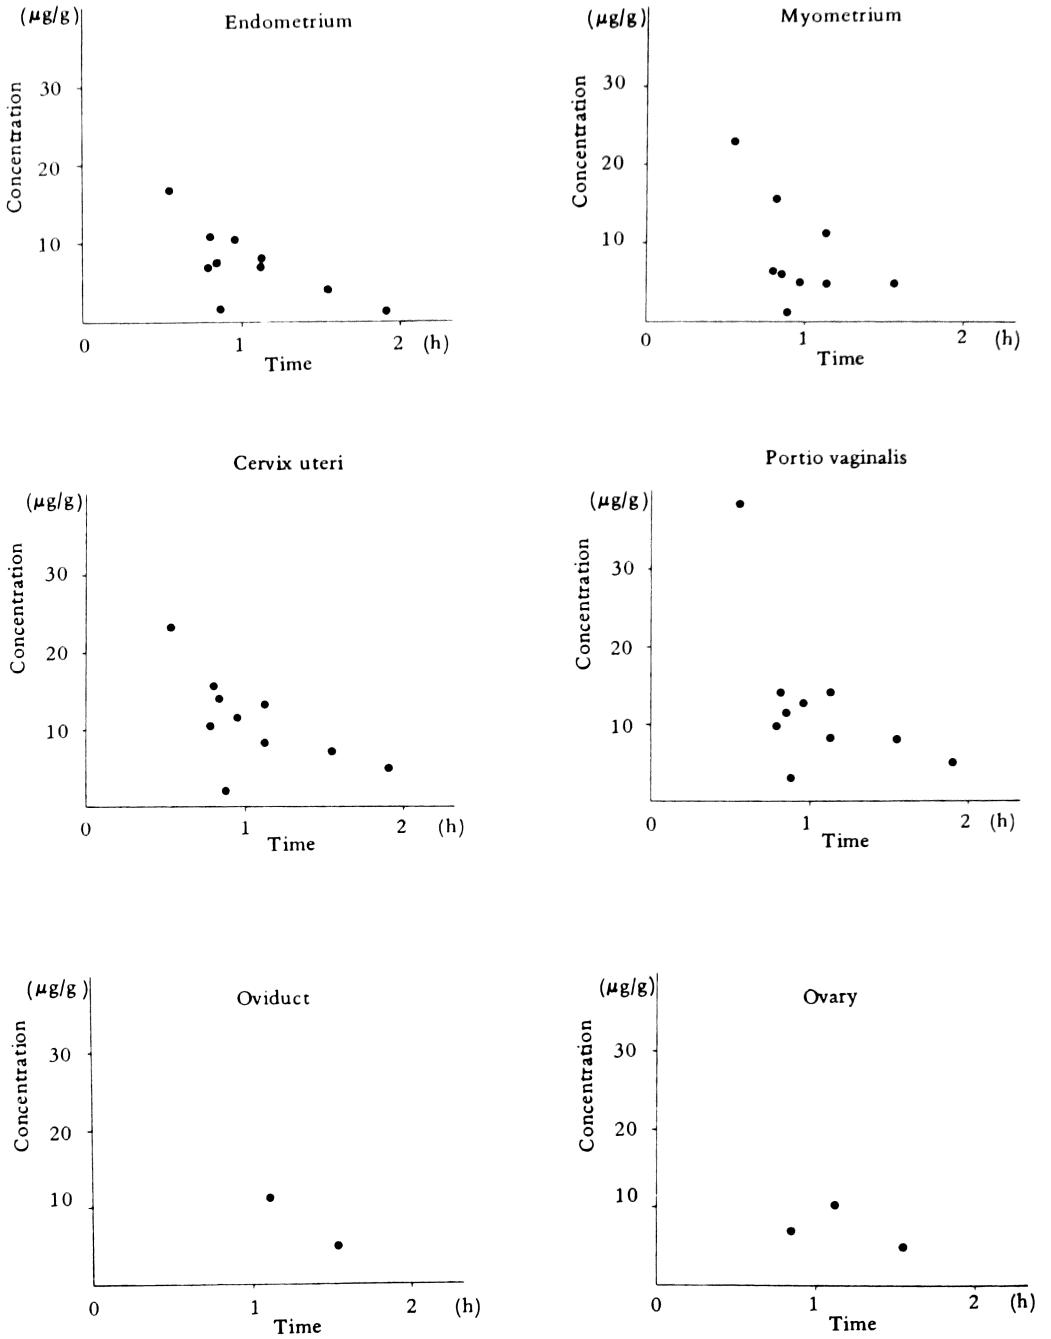 Endometrium
(μg/g)
Concentration
30
20
10
0
1
2
(h)
Time
Myometrium
(μg/g)
Concentration
30
20
10
0
1
2
(h)
Time
Cervix uteri
(μg/g)
Concentration
30
20
10
0
1
2
(h)
Time
Portio vaginalis
(μg/g)
Concentration
30
20
10
0
1
2
(h)
Time
Oviduct
(μg/g)
Concentration
30
20
10
0
1
2
(h)
Time
Ovary
(μg/g)
Concentration
30
20
10
0
1
2
(h)
Time